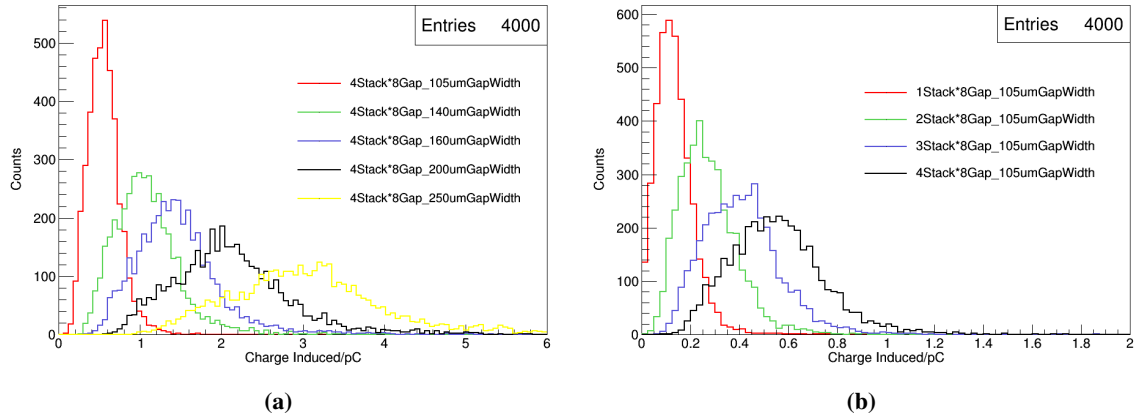 Entries 4000
500
400
300
200
100
0
Counts
4Stack*8Gap_105umGapWidth
4Stack*8Gap_140umGapWidth
4Stack*8Gap_160umGapWidth
4Stack*8Gap_200umGapWidth
4Stack*8Gap_250umGapWidth
0 1 2 3 4 5 6
Charge Induced/pC
(a)
Entries 4000
600
500
400
300
200
100
0
Counts
1Stack*8Gap_105umGapWidth
2Stack*8Gap_105umGapWidth
3Stack*8Gap_105umGapWidth
4Stack*8Gap_105umGapWidth
0 0.2 0.4 0.6 0.8 1 1.2 1.4 1.6 1.8 2
Charge Induced/pC
(b)